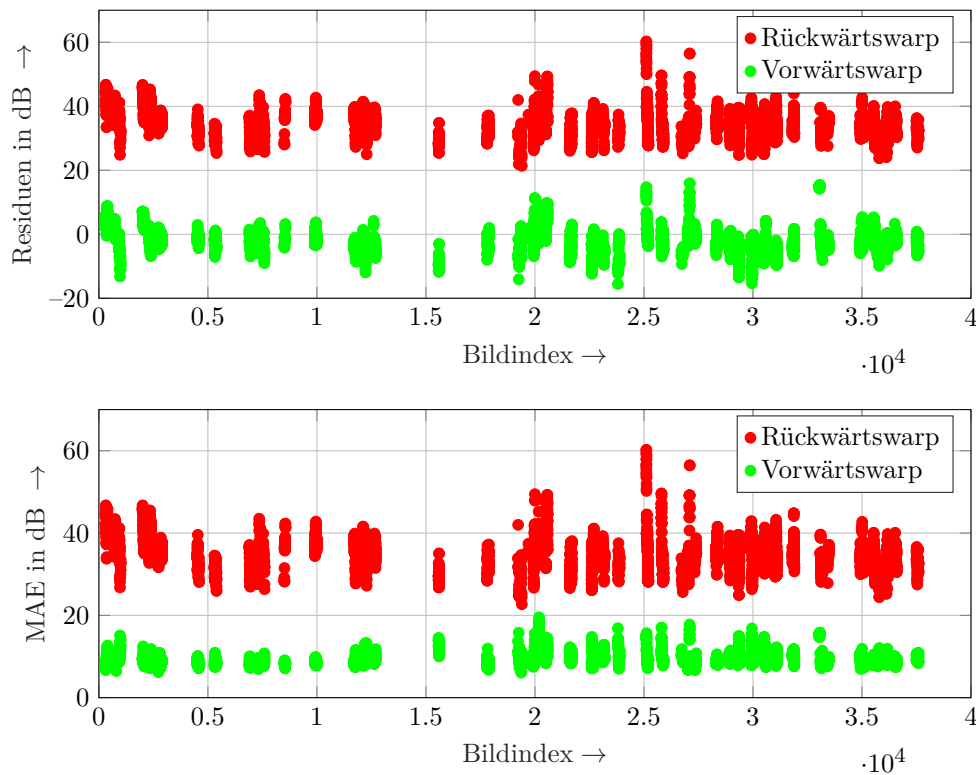 60
40
20
0
−20
Residuen in dB →
Rückwärtswarp
Vorwärtswarp
0 0.5 1 1.5 2 2.5 3 3.5 4
Bildindex →
·10⁴
60
40
20
0
MAE in dB →
Rückwärtswarp
Vorwärtswarp
0 0.5 1 1.5 2 2.5 3 3.5 4
Bildindex →
·10⁴